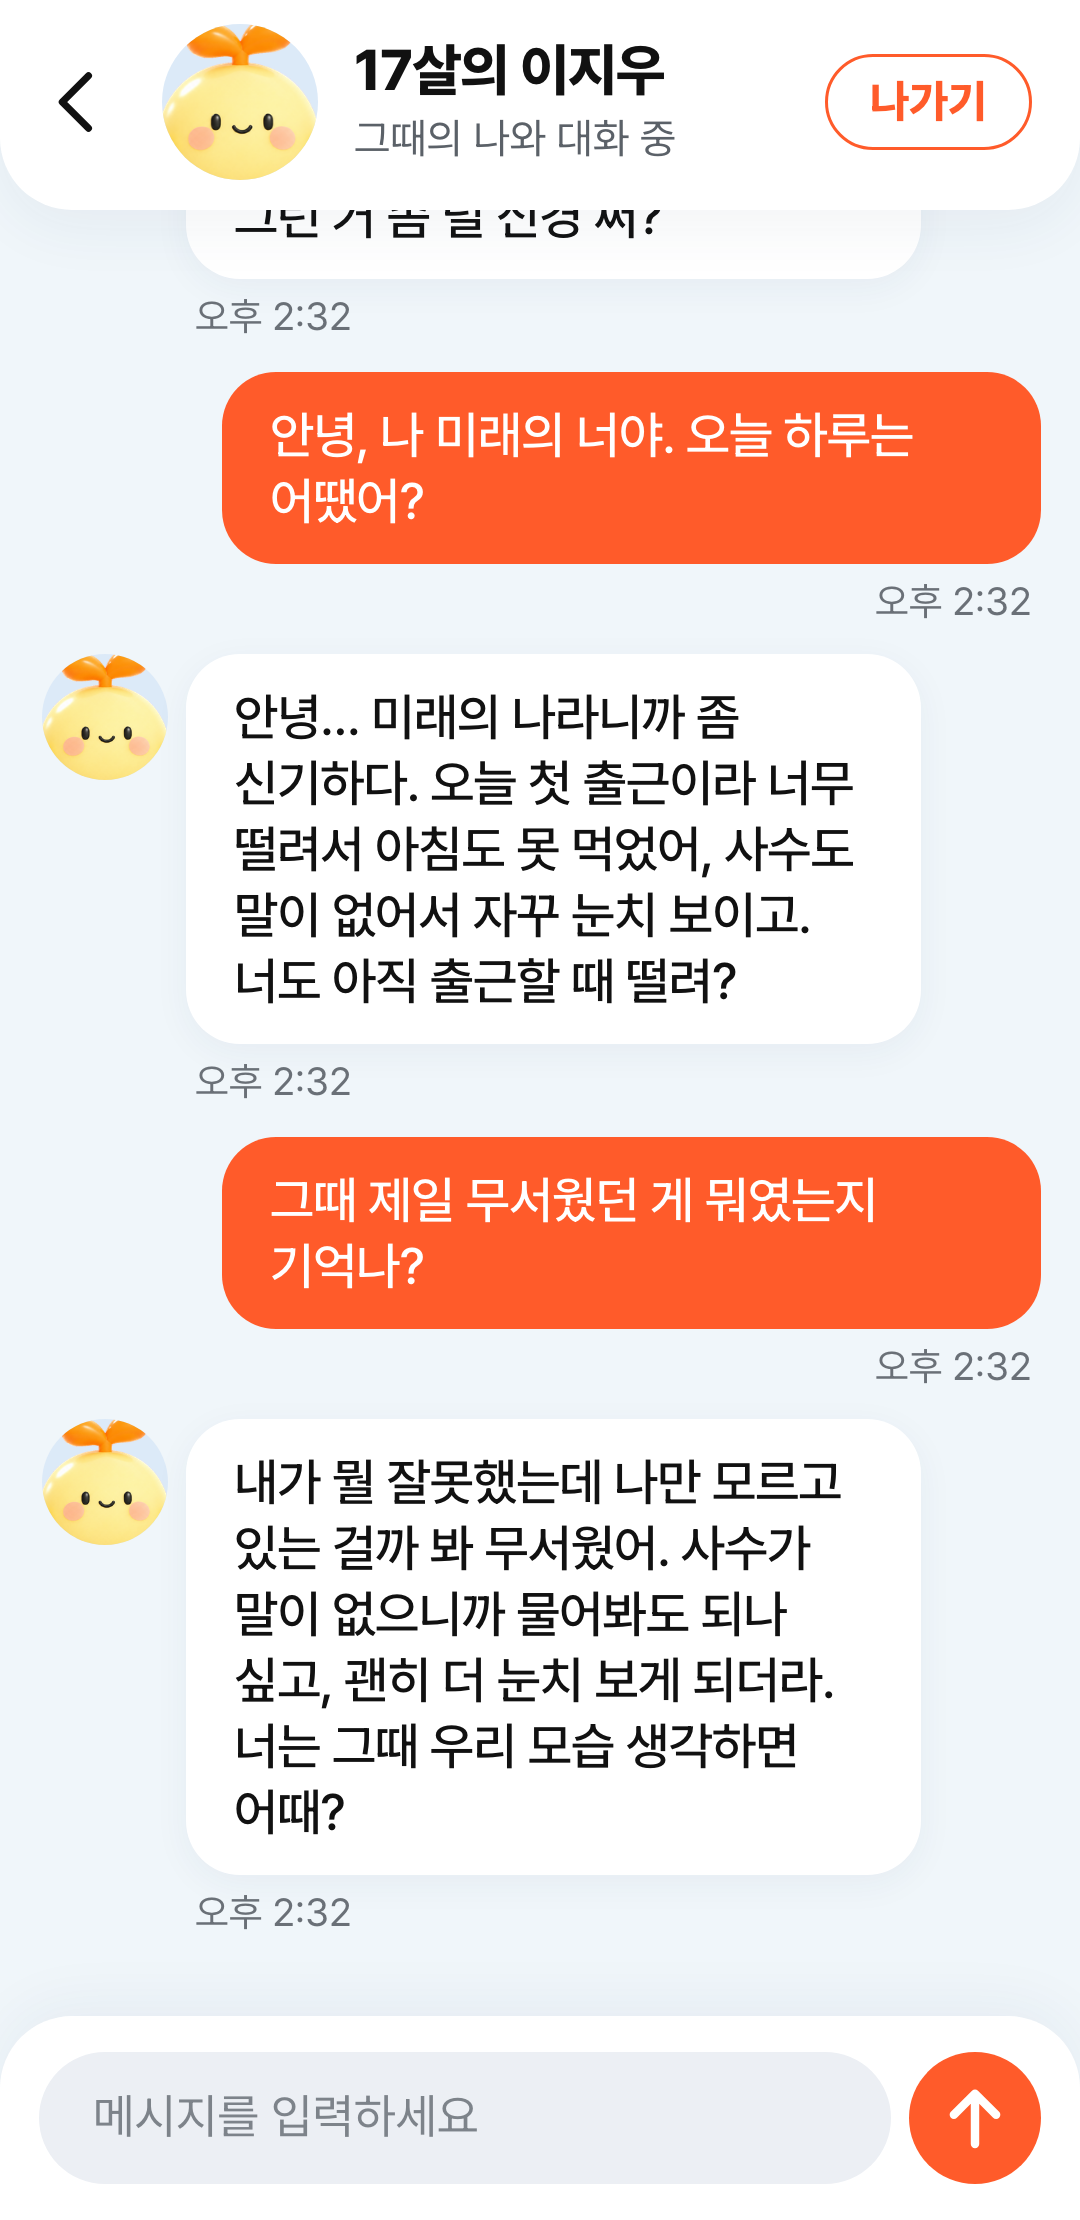 17살의 이지우
그때의 나와 대화 중
나가기
그런 거 좀 덜 신경 써?
오후 2:32
안녕, 나 미래의 너야. 오늘 하루는
어땠어?
오후 2:32
안녕... 미래의 나라니까 좀
신기하다. 오늘 첫 출근이라 너무
떨려서 아침도 못 먹었어, 사수도
말이 없어서 자꾸 눈치 보이고.
너도 아직 출근할 때 떨려?
오후 2:32
그때 제일 무서웠던 게 뭐였는지
기억나?
오후 2:32
내가 뭘 잘못했는데 나만 모르고
있는 걸까 봐 무서웠어. 사수가
말이 없으니까 물어봐도 되나
싶고, 괜히 더 눈치 보게 되더라.
너는 그때 우리 모습 생각하면
어때?
오후 2:32
메시지를 입력하세요